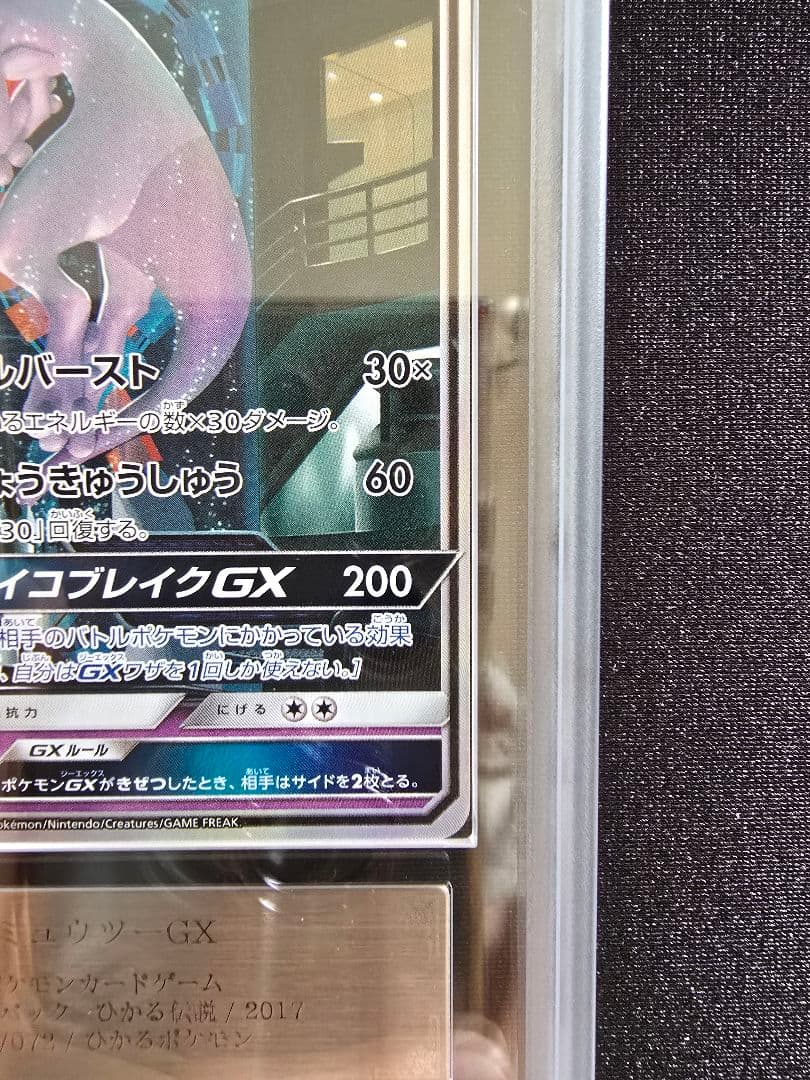 ルバースト 30×
いるエネルギーの数×30ダメージ。
ょうきゅうしゅう 60
30」回復する。
イコブレイクGX 200
相手のバトルポケモンにかかっている効果
、自分はGXワザを1回しか使えない。]
抗力 にげる
GXルール
ポケモンGXがきぜつしたとき、相手はサイドを2枚とる。
okémon/Nintendo/Creatures/GAME FREAK.
ミュウツーGX
ポケモンカードゲーム
パック ひかる伝説 / 2017
/072 / ひかるポケモン